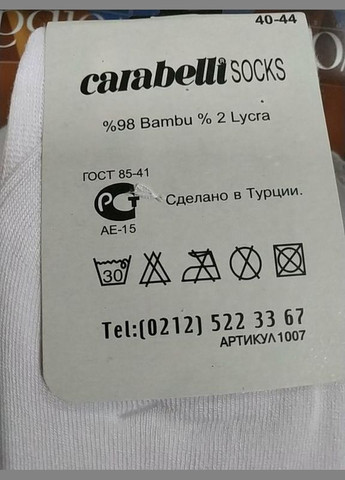 40-44
carabelli SOCKS
%98 Bambu % 2 Lycra
ГОСТ 85-41
РСТ Сделано в Турции.
АЕ-15
30
Tel:(0212) 522 33 67
АРТИКУЛ 1007